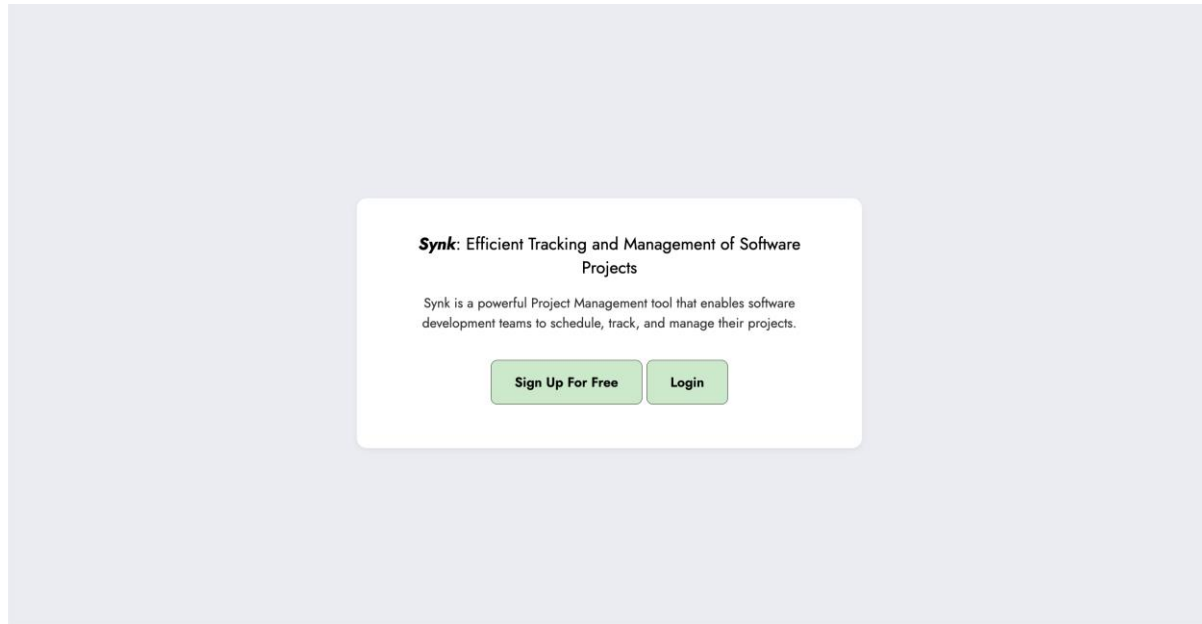 Synk: Efficient Tracking and Management of Software
Projects
Synk is a powerful Project Management tool that enables software
development teams to schedule, track, and manage their projects.
Sign Up For Free Login